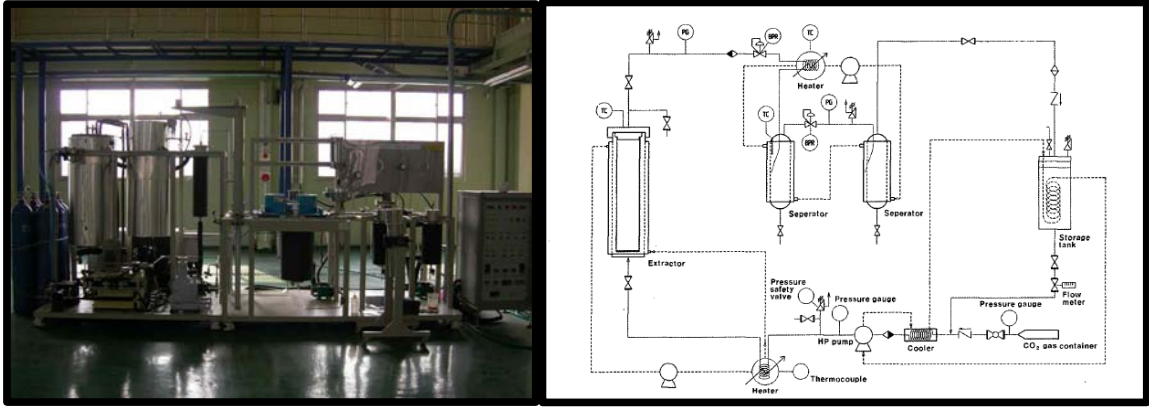 PG
BPR
TC
Heater
TC
TC
PG
BPR
Seperator
Seperator
Storage
tank
Extractor
Pressure
safety
valve
Pressure gauge
Flow
meter
Pressure gauge
HP pump
Cooler
CO₂ gas container
Thermocouple
Heater